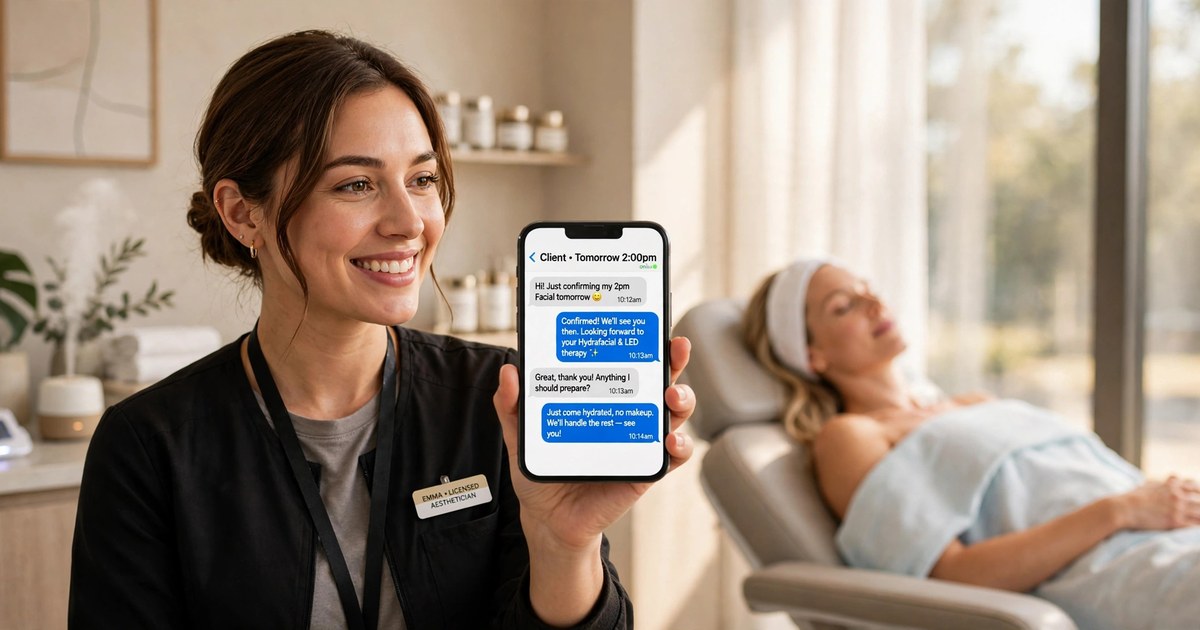 Client • Tomorrow 2:00pm
Hi! Just confirming my 2pm
Facial tomorrow 😊
10:12am
Confirmed! We'll see you
then. Looking forward to
your Hydrafacial & LED
therapy
10:13am
Great, thank you! Anything I
should prepare?
10:13am
Just come hydrated, no makeup.
We'll handle the rest — see
you!
10:14am
EMMA • LICENSED
AESTHETICIAN